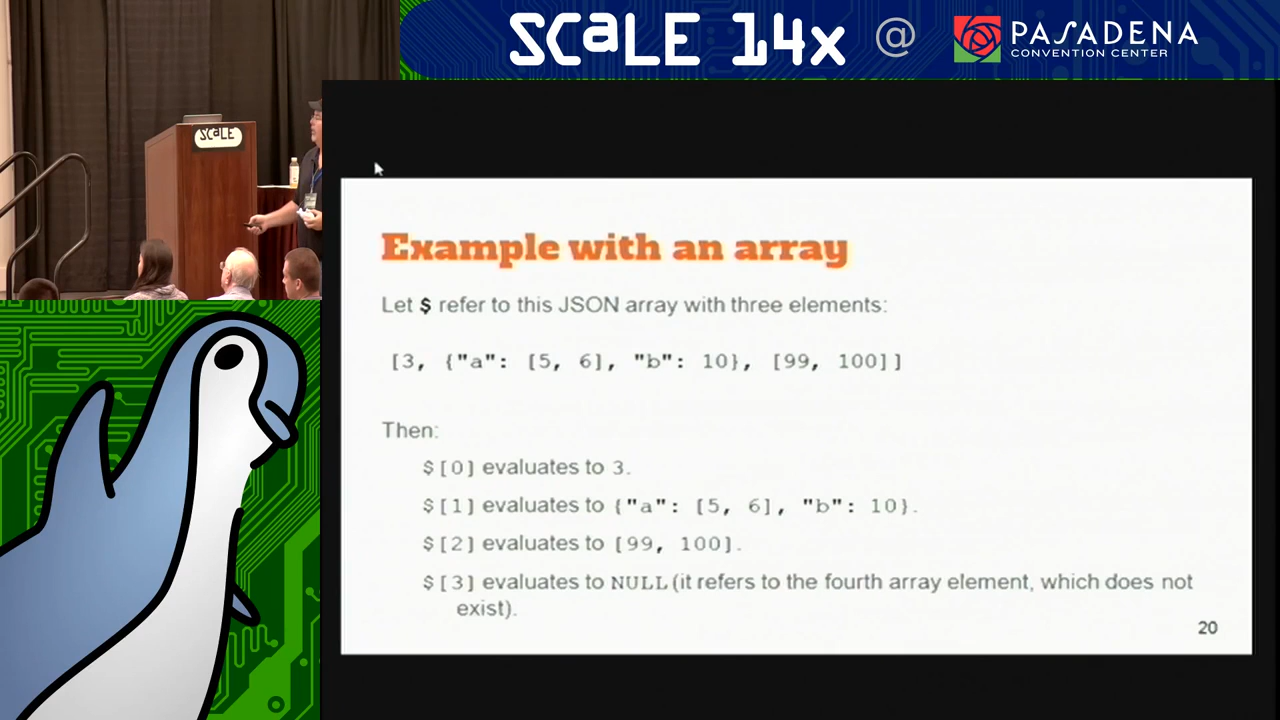 SCALE 14x @ PASADENA
CONVENTION CENTER
SCALE
Example with an array
Let $ refer to this JSON array with three elements:
[3, {"a": [5, 6], "b": 10}, [99, 100]]
Then:
$[0] evaluates to 3.
$[1] evaluates to {"a": [5, 6], "b": 10}.
$[2] evaluates to [99, 100].
$[3] evaluates to NULL (it refers to the fourth array element, which does not
exist).
20